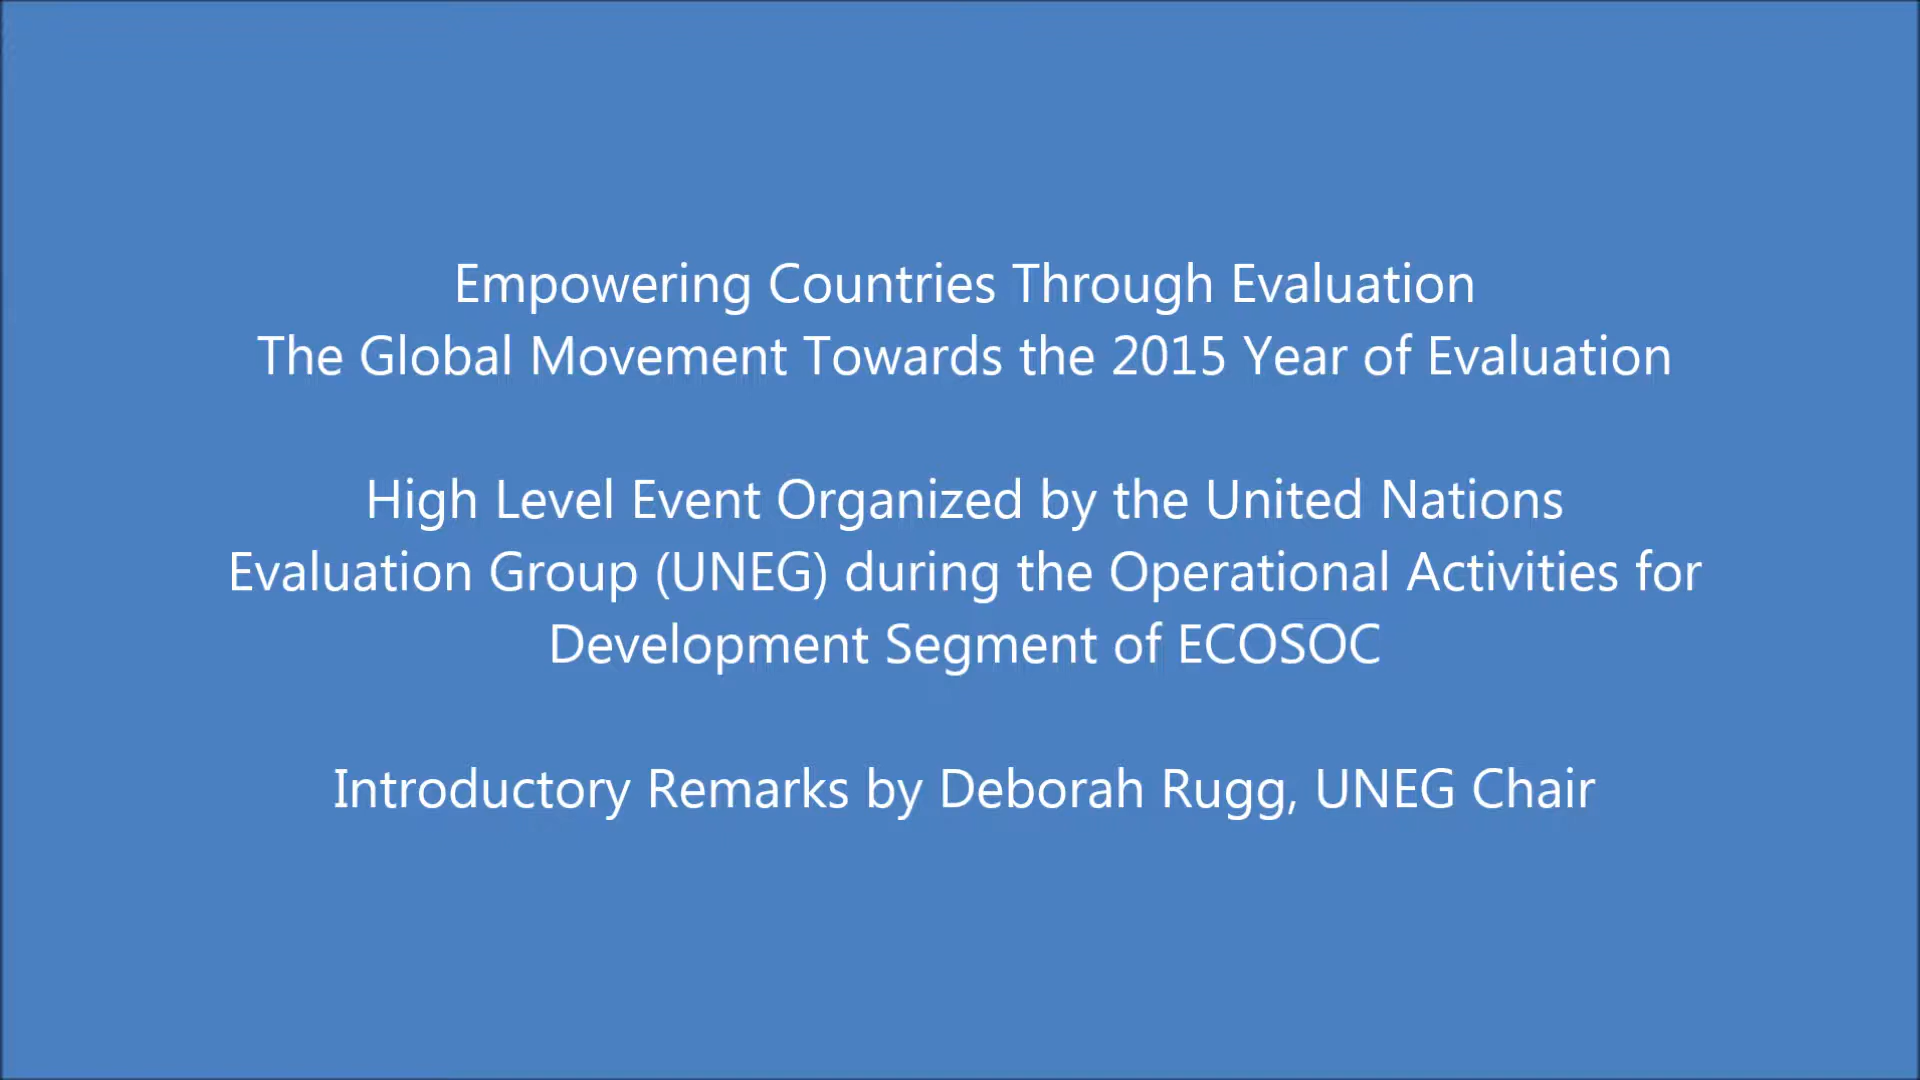 Empowering Countries Through Evaluation
The Global Movement Towards the 2015 Year of Evaluation
High Level Event Organized by the United Nations
Evaluation Group (UNEG) during the Operational Activities for
Development Segment of ECOSOC
Introductory Remarks by Deborah Rugg, UNEG Chair